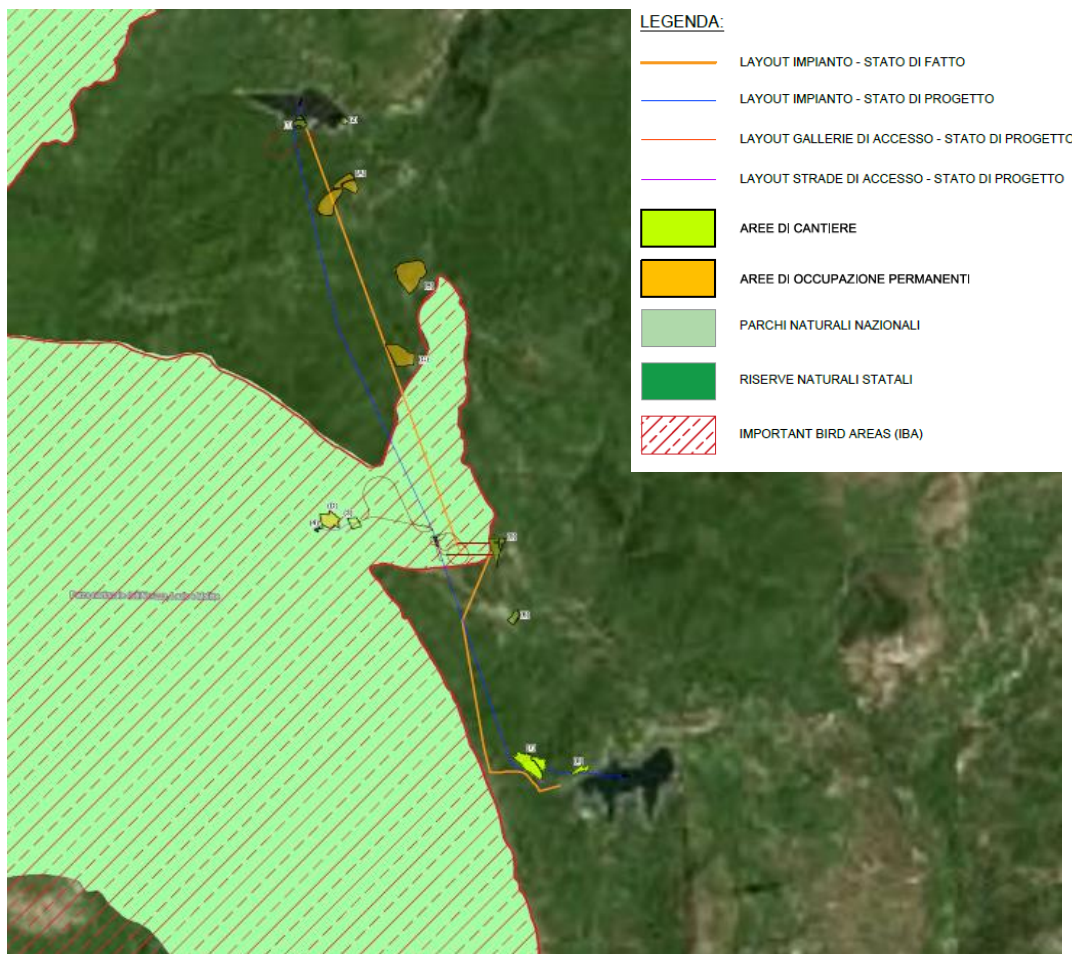 LEGENDA:
LAYOUT IMPIANTO - STATO DI FATTO
LAYOUT IMPIANTO - STATO DI PROGETTO
LAYOUT GALLERIE DI ACCESSO - STATO DI PROGETTO
LAYOUT STRADE DI ACCESSO - STATO DI PROGETTO
AREE DI CANTIERE
AREE DI OCCUPAZIONE PERMANENTI
PARCHI NATURALI NAZIONALI
RISERVE NATURALI STATALI
IMPORTANT BIRD AREAS (IBA)